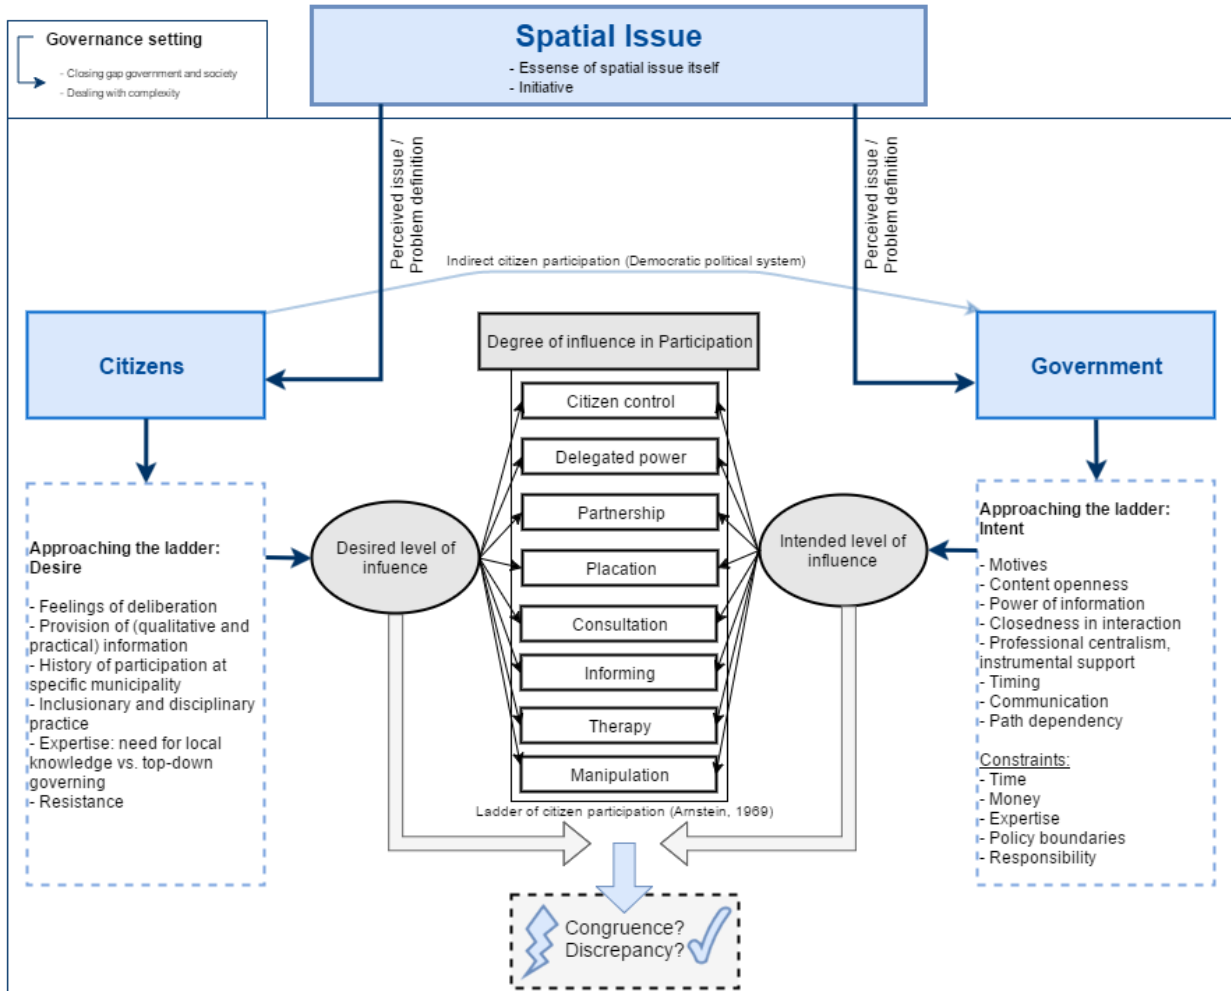 Governance setting
- Closing gap government and society
- Dealing with complexity
Spatial Issue
- Essense of spatial issue itself
- Initiative
Perceived issue /
Problem definition
Perceived issue /
Problem definition
Indirect citizen participation (Democratic political system)
Citizens
Government
Degree of influence in Participation
Citizen control
Delegated power
Partnership
Placation
Consultation
Informing
Therapy
Manipulation
Ladder of citizen participation (Arnstein, 1969)
Approaching the ladder:
Desire
- Feelings of deliberation
- Provision of (qualitative and
practical) information
- History of participation at
specific municipality
- Inclusionary and disciplinary
practice
- Expertise: need for local
knowledge vs. top-down
governing
- Resistance
Desired level of
infuence
Intended level of
influence
Approaching the ladder:
Intent
- Motives
- Content openness
- Power of information
- Closedness in interaction
- Professional centralism,
instrumental support
- Timing
- Communication
- Path dependency
Constraints:
- Time
- Money
- Expertise
- Policy boundaries
- Responsibility
Congruence?
Discrepancy?